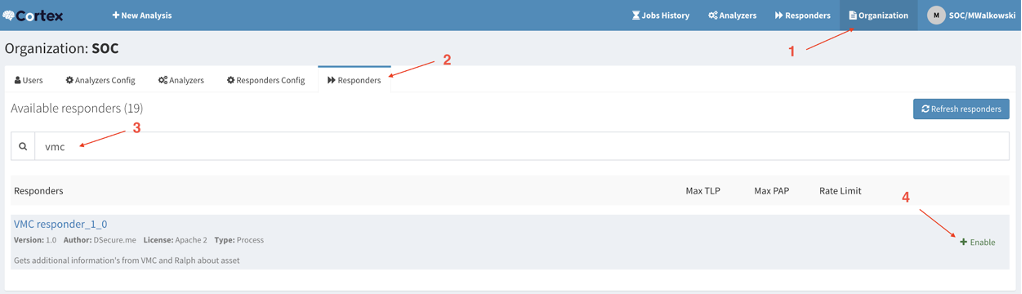 Cortex + New Analysis Jobs History Analyzers Responders Organization M SOC/MWalkowski
1
Organization: SOC
2
Users Analyzers Config Analyzers Responders Config Responders
Available responders (19) Refresh responders
3
vmc
Responders Max TLP Max PAP Rate Limit
4
VMC responder_1_0
Version: 1.0 Author: DSecure.me License: Apache 2 Type: Process + Enable
Gets additional information's from VMC and Ralph about asset